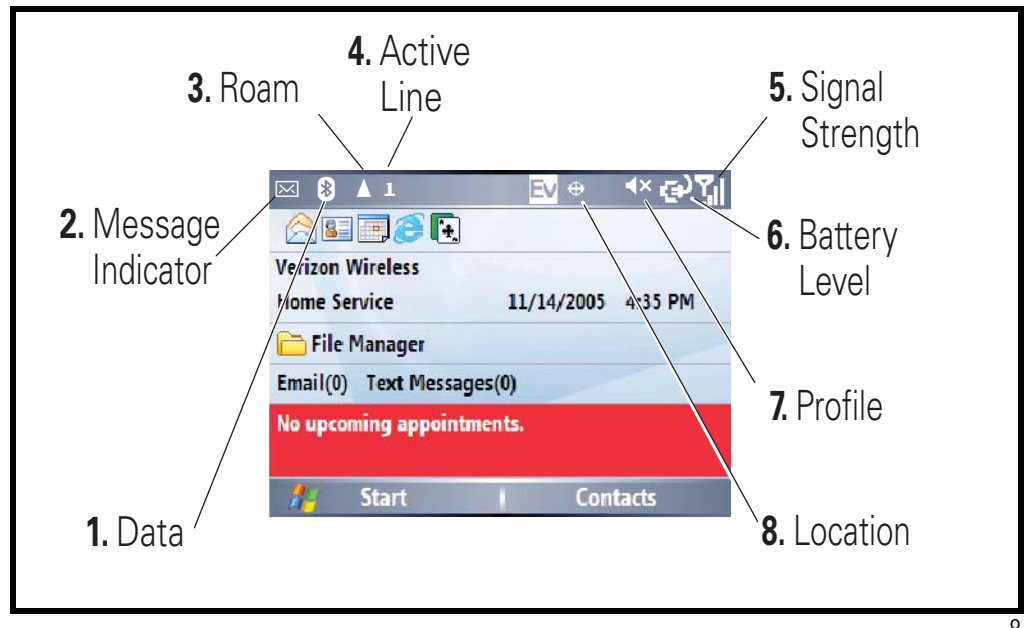 4. Active
Line
3. Roam
5. Signal
Strength
1
EV
2. Message
Indicator
6. Battery
Level
Verizon Wireless
Home Service 11/14/2005 4:35 PM
File Manager
Email(0) Text Messages(0)
7. Profile
No upcoming appointments.
Start Contacts
1. Data
8. Location